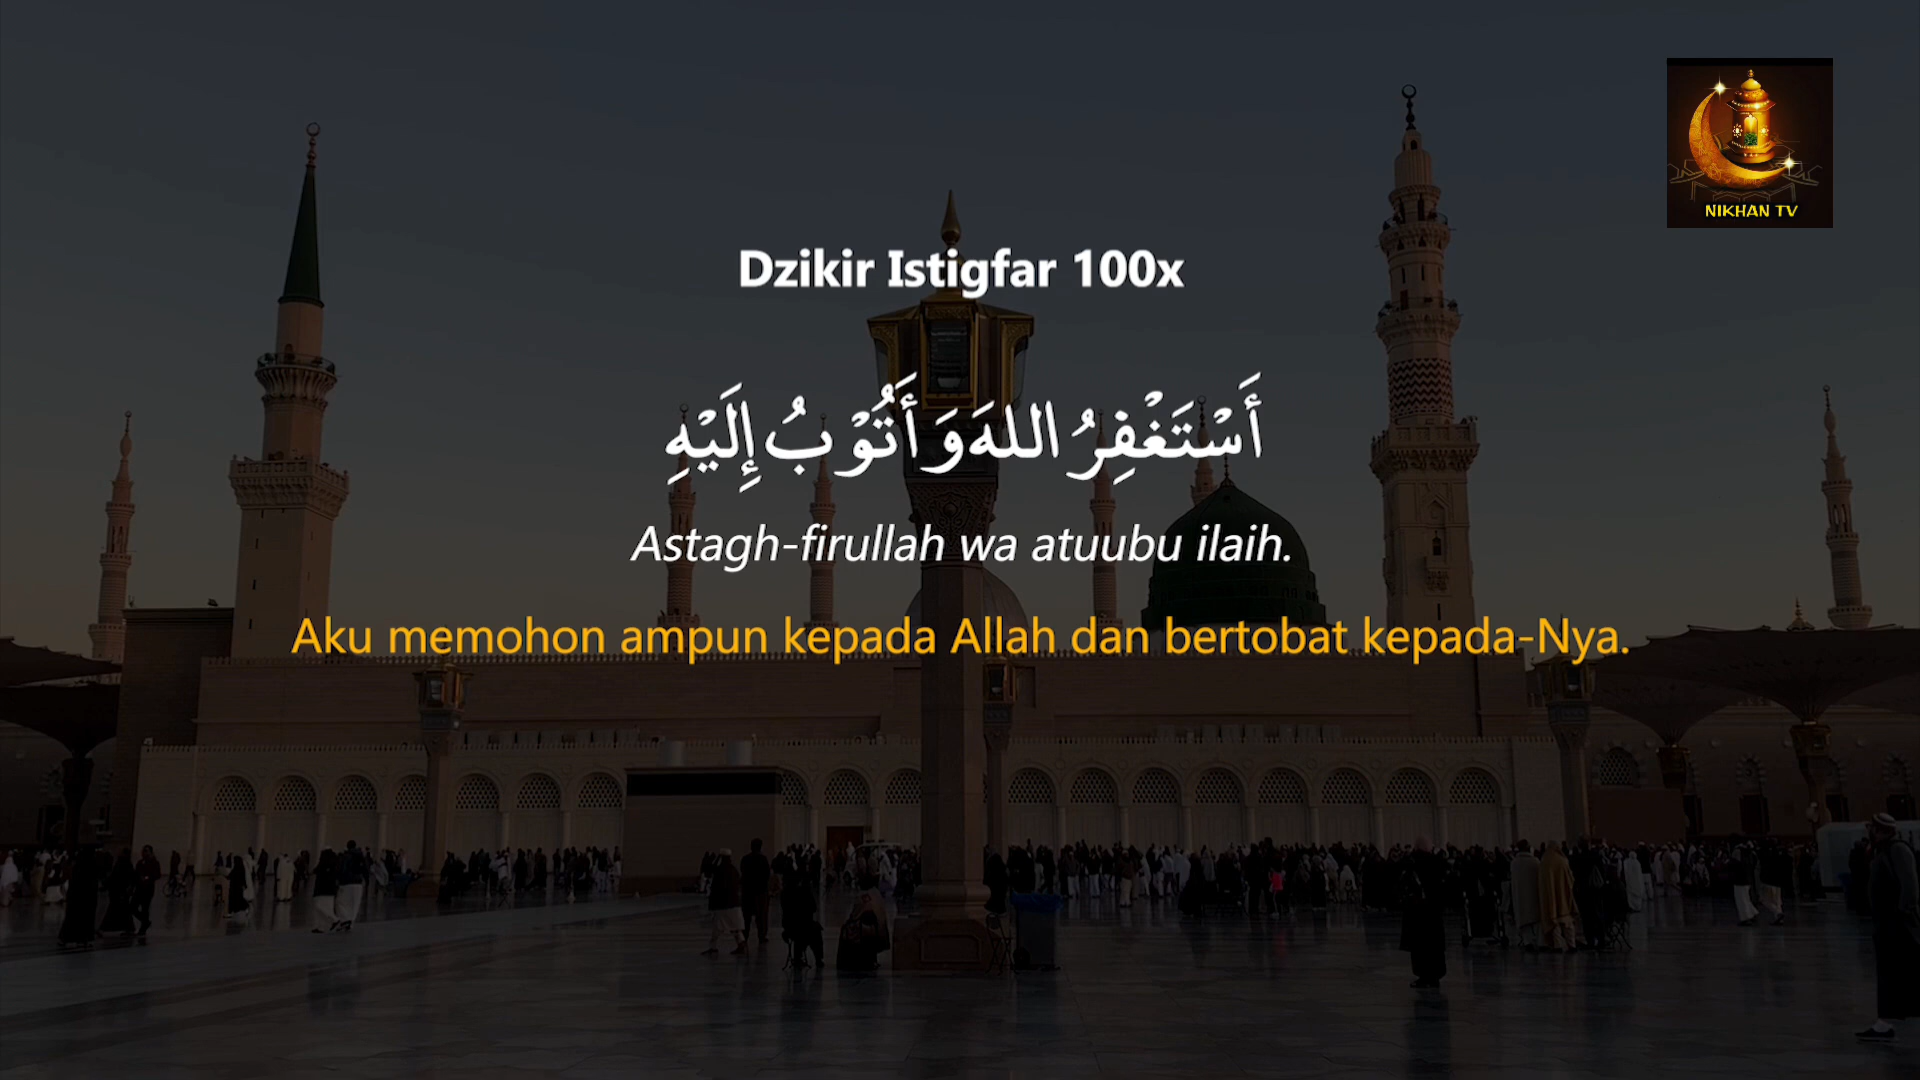 NIKHAN TV
Dzikir Istigfar 100x
أَسْتَغْفِرُ اللهَ وَأَتُوْبُ إِلَيْهِ
Astagh-firullah wa atuubu ilaih.
Aku memohon ampun kepada Allah dan bertobat kepada-Nya.